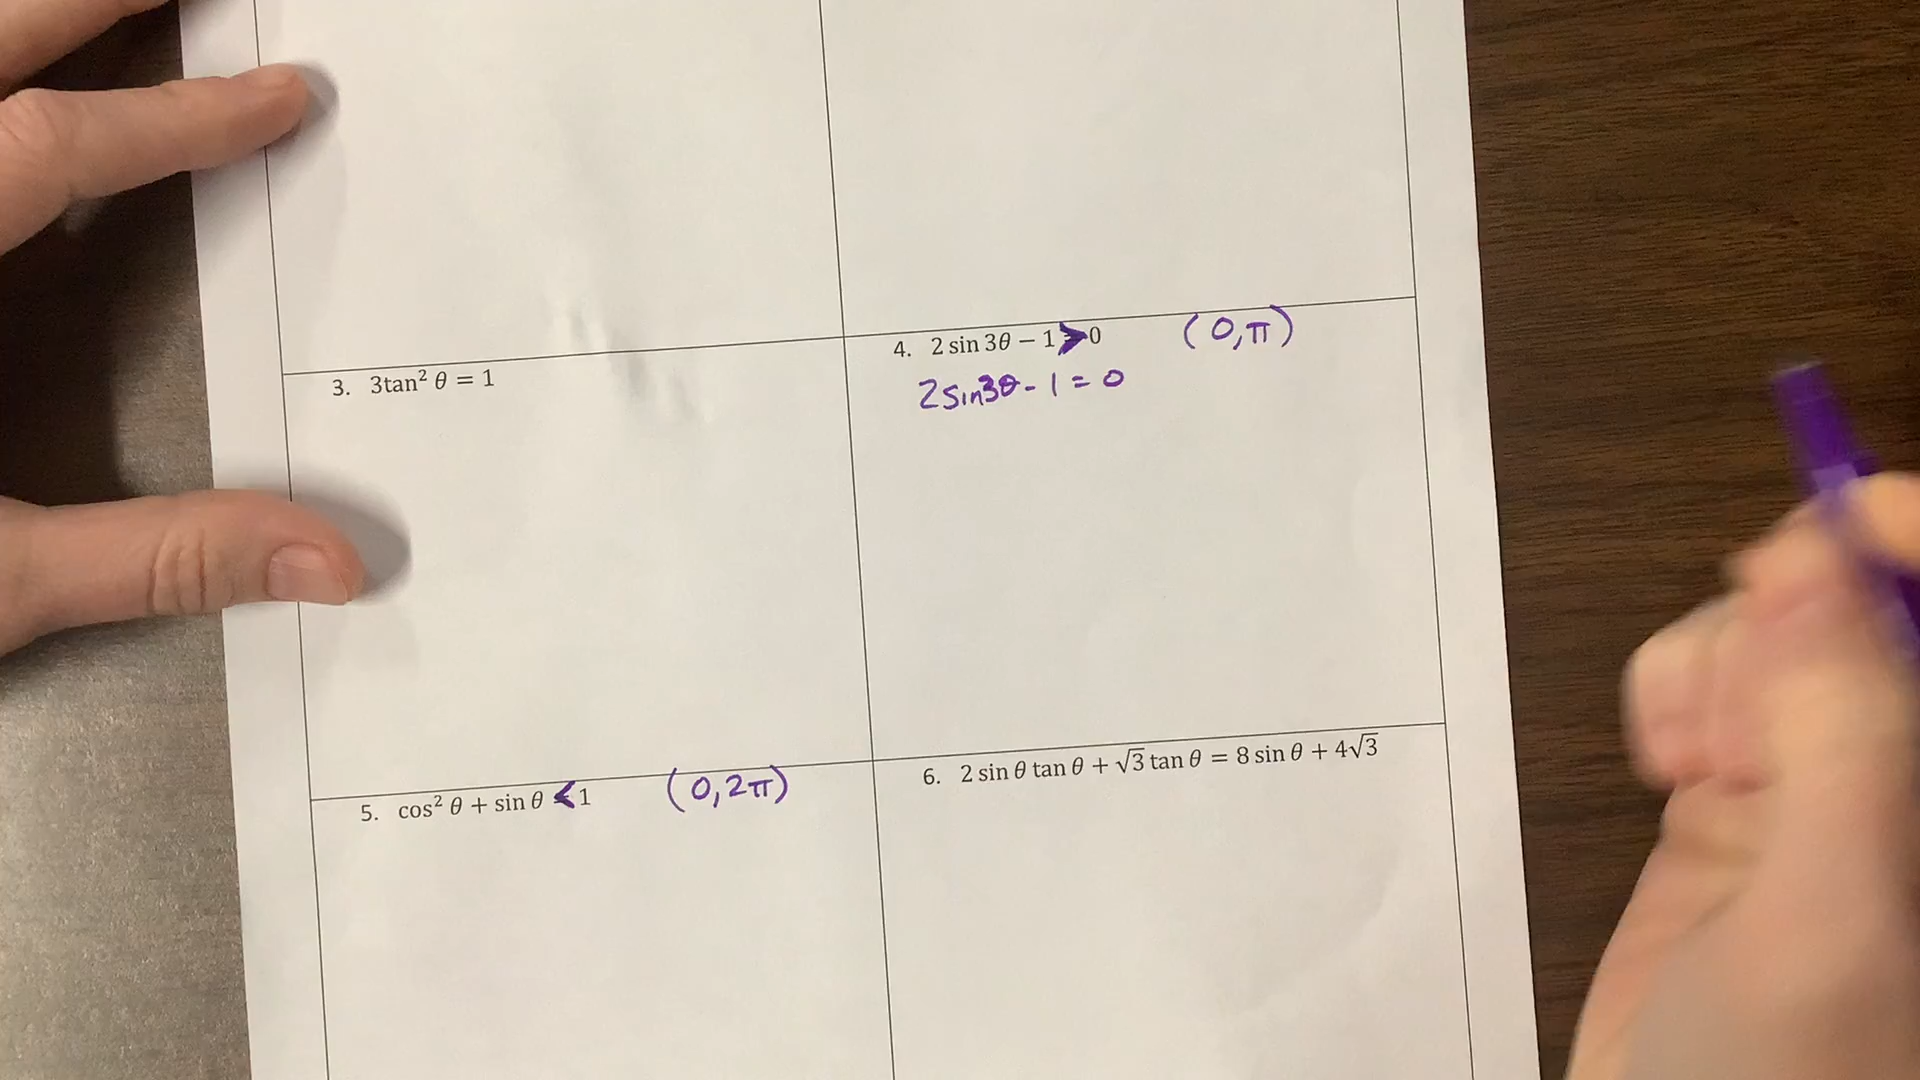 3. 3tan² θ = 1
4. 2 sin 3θ − 1 > 0 (0,π)
2sin3θ - 1 = 0
5. cos² θ + sin θ < 1 (0,2π)
6. 2 sin θ tan θ + √3 tan θ = 8 sin θ + 4√3